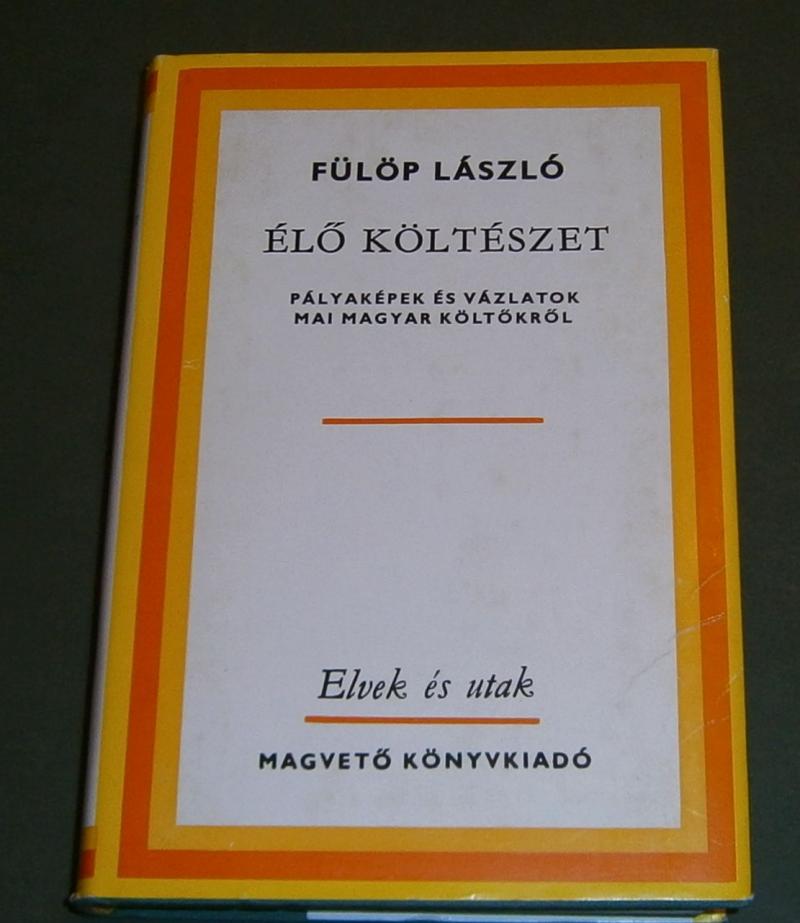 FÜLÖP LÁSZLÓ
ÉLŐ KÖLTÉSZET
PÁLYAKÉPEK ÉS VÁZLATOK
MAI MAGYAR KÖLTŐKRŐL
Elvek és utak
MAGVETŐ KÖNYVKIADÓ